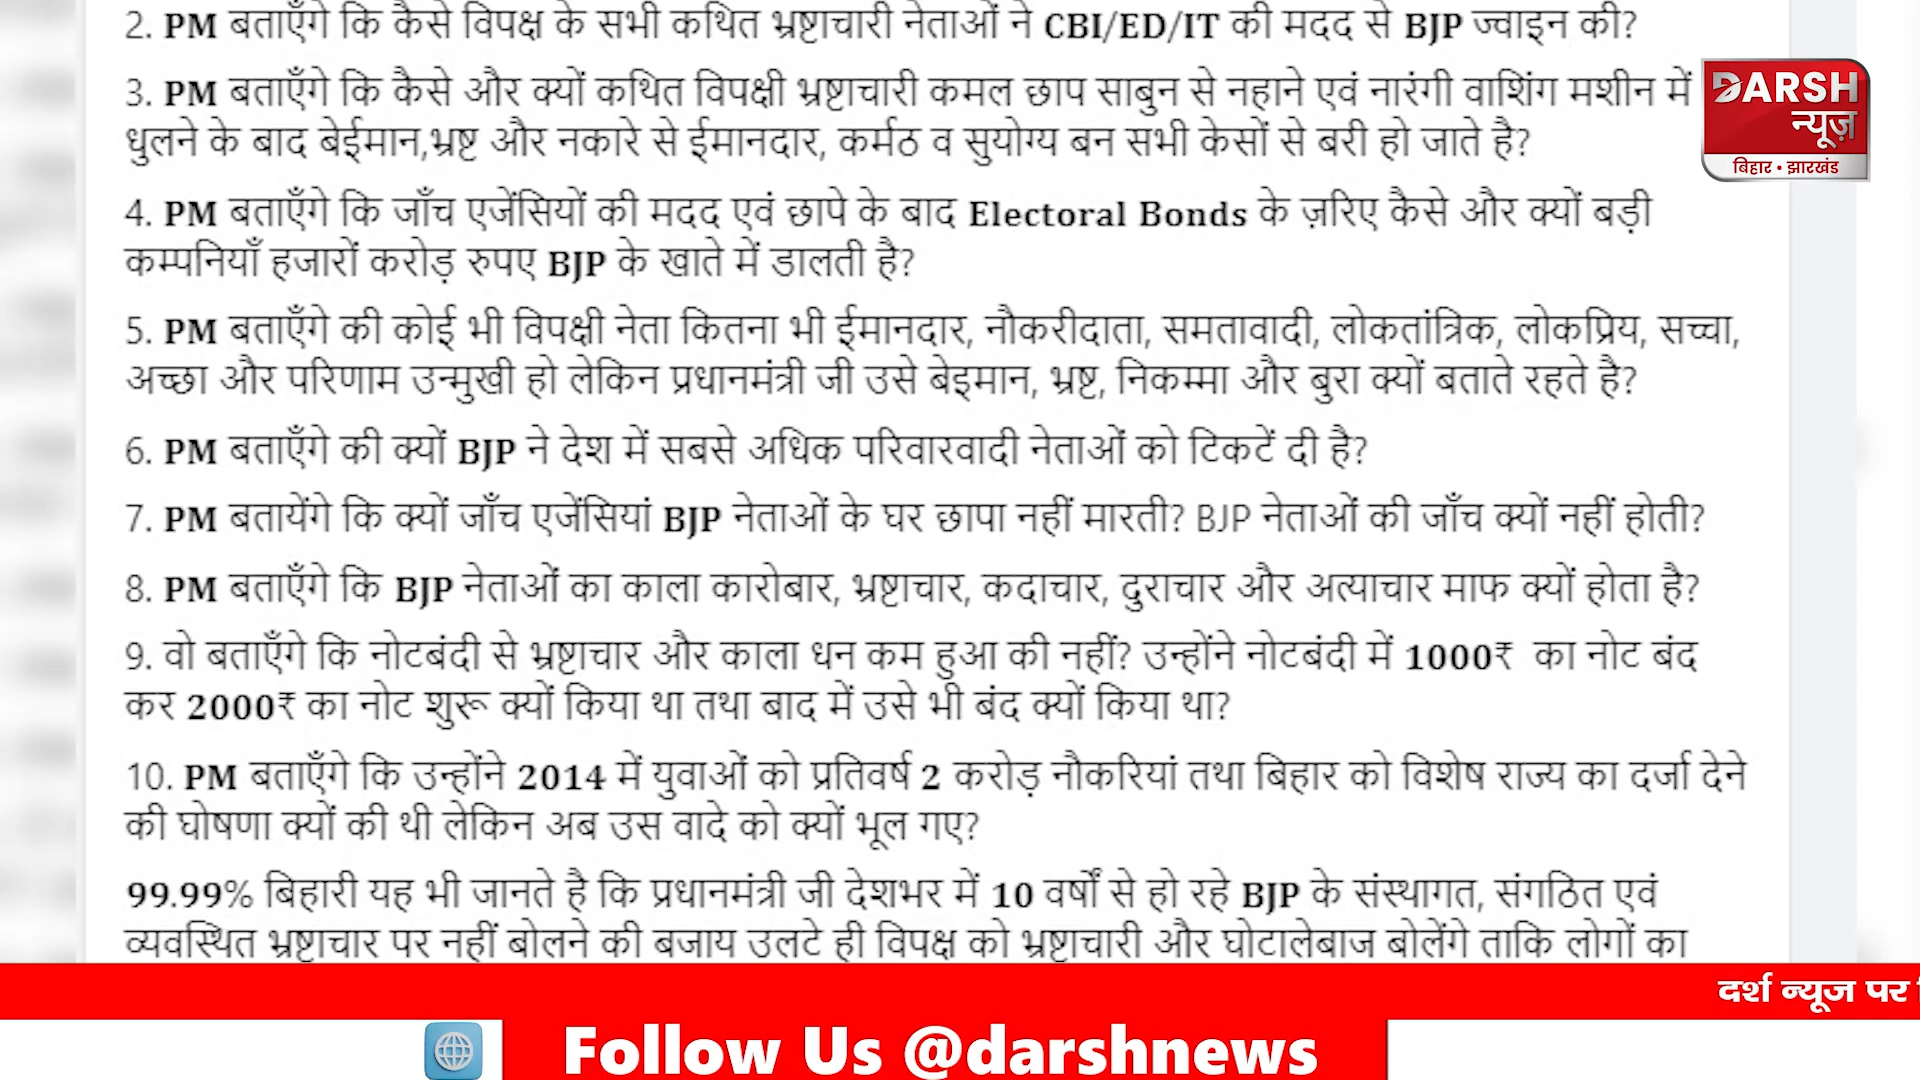 2. PM बताएँगे कि कैसे विपक्ष के सभी कथित भ्रष्टाचारी नेताओं ने CBI/ED/IT की मदद से BJP ज्वाइन की?
3. PM बताएँगे कि कैसे और क्यों कथित विपक्षी भ्रष्टाचारी कमल छाप साबुन से नहाने एवं नारंगी वाशिंग मशीन में
धुलने के बाद बेईमान,भ्रष्ट और नकारे से ईमानदार, कर्मठ व सुयोग्य बन सभी केसों से बरी हो जाते है?
4. PM बताएँगे कि जाँच एजेंसियों की मदद एवं छापे के बाद Electoral Bonds के ज़रिए कैसे और क्यों बड़ी
कम्पनियाँ हजारों करोड़ रुपए BJP के खाते में डालती है?
5. PM बताएँगे की कोई भी विपक्षी नेता कितना भी ईमानदार, नौकरीदाता, समतावादी, लोकतांत्रिक, लोकप्रिय, सच्चा,
अच्छा और परिणाम उन्मुखी हो लेकिन प्रधानमंत्री जी उसे बेइमान, भ्रष्ट, निकम्मा और बुरा क्यों बताते रहते है?
6. PM बताएँगे की क्यों BJP ने देश में सबसे अधिक परिवारवादी नेताओं को टिकटें दी है?
7. PM बतायेंगे कि क्यों जाँच एजेंसियां BJP नेताओं के घर छापा नहीं मारती? BJP नेताओं की जाँच क्यों नहीं होती?
8. PM बताएँगे कि BJP नेताओं का काला कारोबार, भ्रष्टाचार, कदाचार, दुराचार और अत्याचार माफ क्यों होता है?
9. वो बताएँगे कि नोटबंदी से भ्रष्टाचार और काला धन कम हुआ की नहीं? उन्होंने नोटबंदी में 1000₹ का नोट बंद
कर 2000₹ का नोट शुरू क्यों किया था तथा बाद में उसे भी बंद क्यों किया था?
10. PM बताएँगे कि उन्होंने 2014 में युवाओं को प्रतिवर्ष 2 करोड़ नौकरियां तथा बिहार को विशेष राज्य का दर्जा देने
की घोषणा क्यों की थी लेकिन अब उस वादे को क्यों भूल गए?
99.99% बिहारी यह भी जानते है कि प्रधानमंत्री जी देशभर में 10 वर्षों से हो रहे BJP के संस्थागत, संगठित एवं
व्यवस्थित भ्रष्टाचार पर नहीं बोलने की बजाय उलटे ही विपक्ष को भ्रष्टाचारी और घोटालेबाज बोलेंगे ताकि लोगों का
DARSH
न्यूज़
बिहार • झारखंड
दर्श न्यूज पर
Follow Us @darshnews